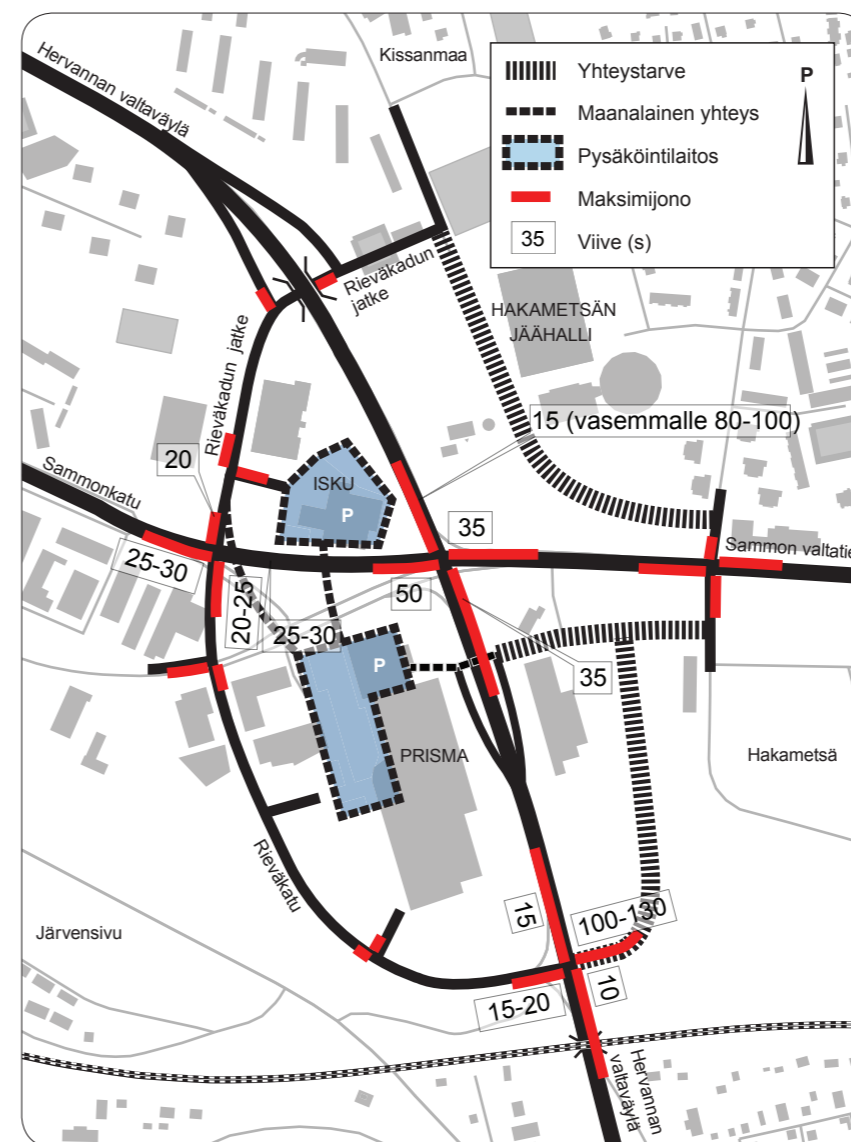 Hervannan valtaväylä
Kissanmaa
Yhteystarve
Maanalainen yhteys
Pysäköintilaitos
Maksimijono
35
Viive (s)
P
Rieväkadun
jatke
HAKAMETSÄN
JÄÄHALLI
Rieväkadun jatke
15 (vasemmalle 80-100)
20
ISKU
P
Sammonkatu
35
Sammon valtatie
25-30
20-25
50
25-30
P
35
PRISMA
Hakametsä
Rieväkatu
15
100-130
Järvensivu
15-20
10
Hervannan
valtaväylä